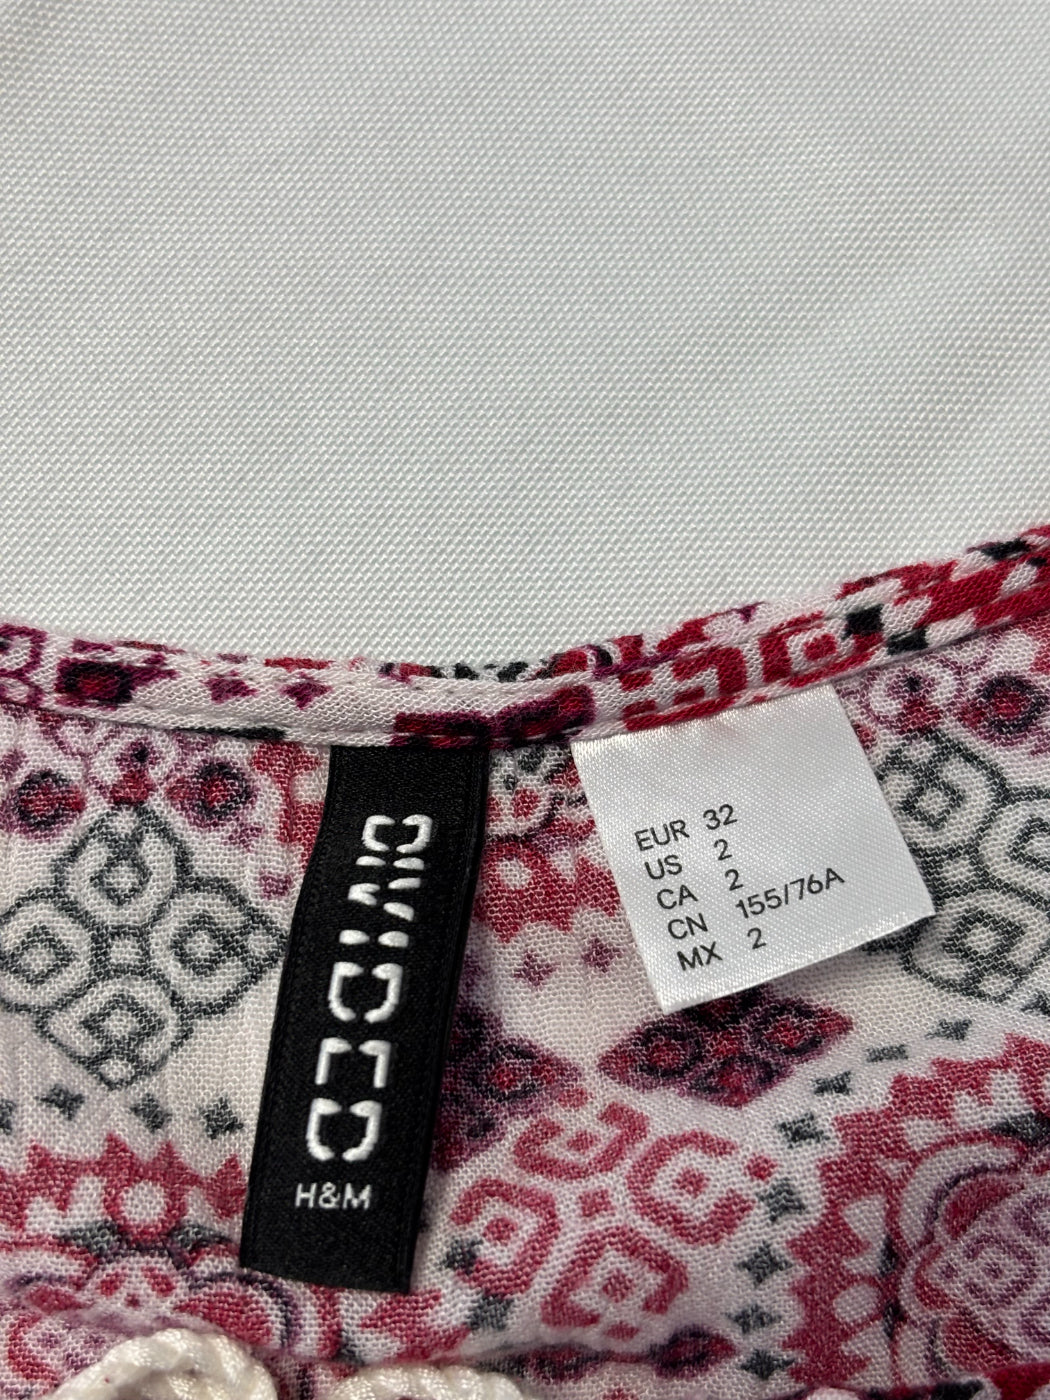 DIVIDED
H&M
EUR 32
US 2
CA 2
CN 155/76A
MX 2